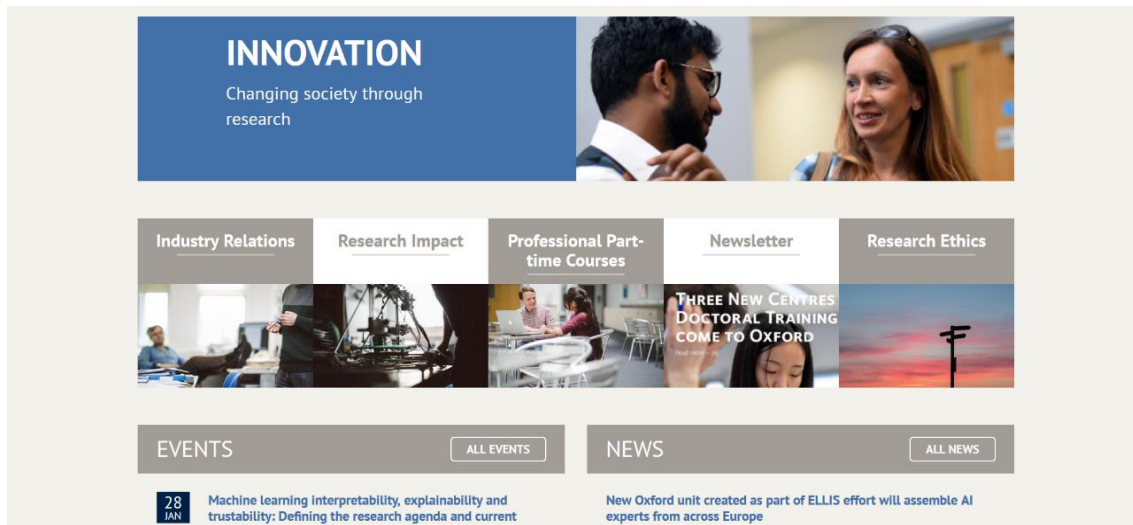 INNOVATION
Changing society through
research
Industry Relations
Research Impact
Professional Part-
time Courses
Newsletter
Research Ethics
THREE NEW CENTRES
DOCTORAL TRAINING
COME TO OXFORD
EVENTS
ALL EVENTS
NEWS
ALL NEWS
28
JAN
Machine learning interpretability, explainability and
trustability: Defining the research agenda and current
New Oxford unit created as part of ELLIS effort will assemble AI
experts from across Europe